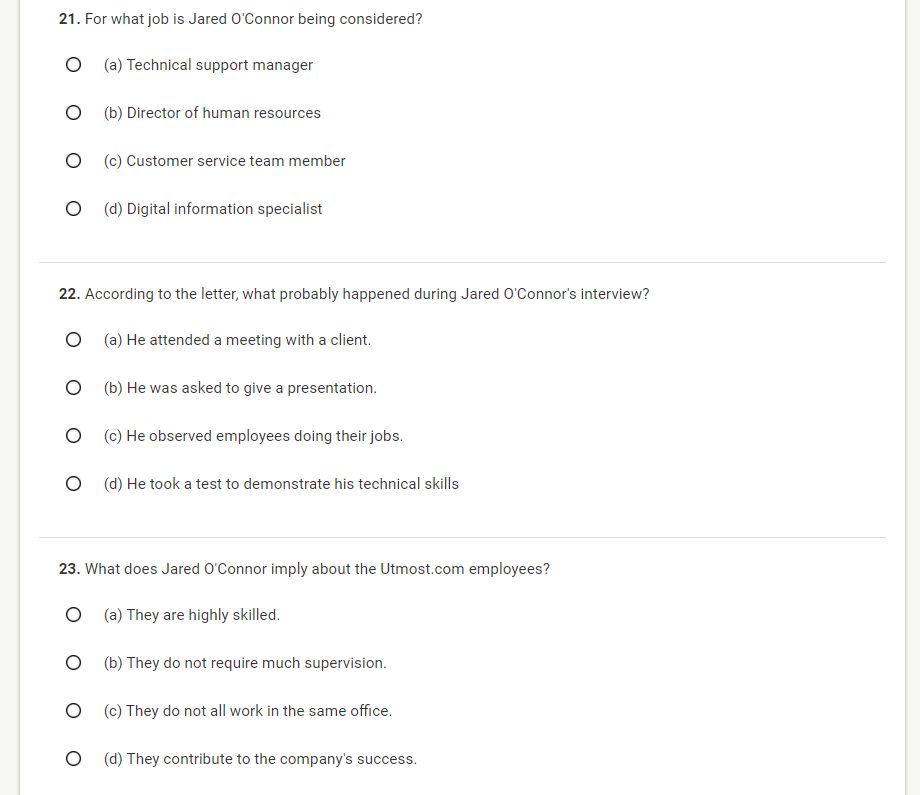 21. For what job is Jared O'Connor being considered?
(a) Technical support manager
(b) Director of human resources
(c) Customer service team member
(d) Digital information specialist
22. According to the letter, what probably happened during Jared O'Connor's interview?
(a) He attended a meeting with a client.
(b) He was asked to give a presentation.
(c) He observed employees doing their jobs.
(d) He took a test to demonstrate his technical skills
23. What does Jared O'Connor imply about the Utmost.com employees?
(a) They are highly skilled.
(b) They do not require much supervision.
(c) They do not all work in the same office.
(d) They contribute to the company's success.